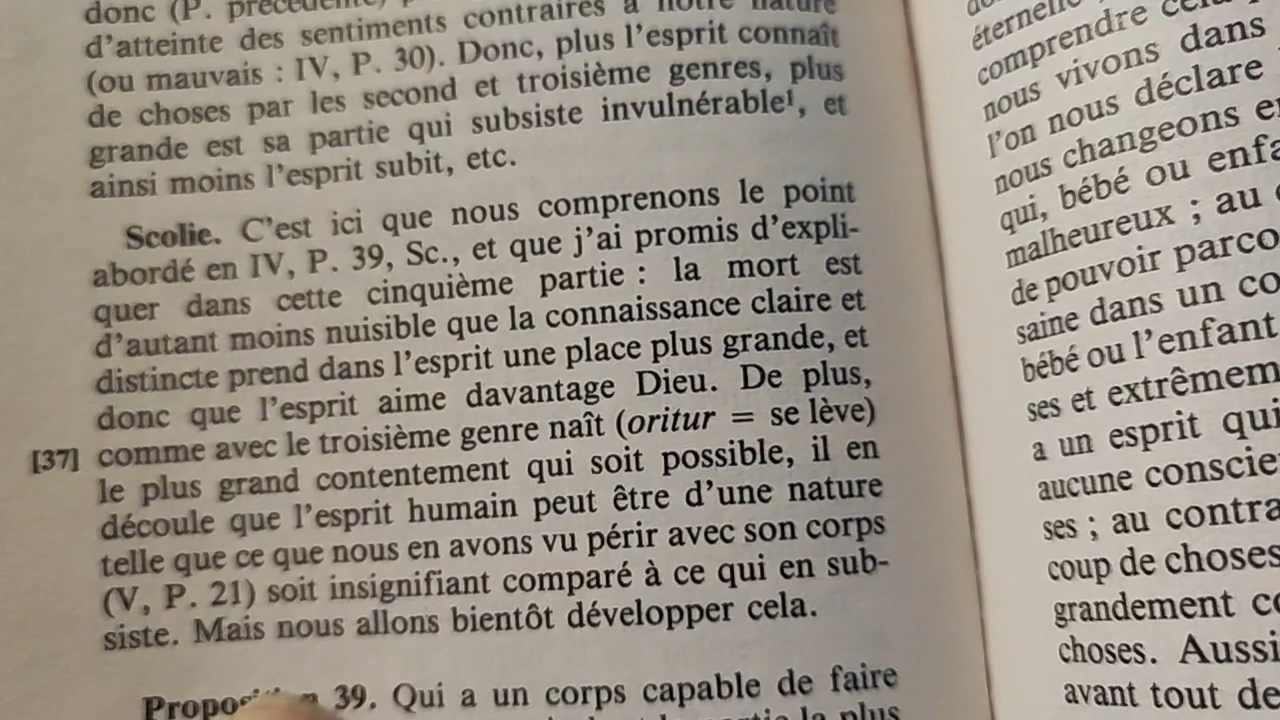 donc (P. précédente)
d'atteinte des sentiments contraires à notre nature
(ou mauvais : IV, P. 30). Donc, plus l'esprit connaît
de choses par les second et troisième genres, plus
grande est sa partie qui subsiste invulnérable¹, et
ainsi moins l'esprit subit, etc.
Scolie. C'est ici que nous comprenons le point
abordé en IV, P. 39, Sc., et que j'ai promis d'expli-
quer dans cette cinquième partie : la mort est
d'autant moins nuisible que la connaissance claire et
distincte prend dans l'esprit une place plus grande, et
donc que l'esprit aime davantage Dieu. De plus,
[37] comme avec le troisième genre naît (oritur = se lève)
le plus grand contentement qui soit possible, il en
découle que l'esprit humain peut être d'une nature
telle que ce que nous en avons vu périr avec son corps
(V, P. 21) soit insignifiant comparé à ce qui en sub-
siste. Mais nous allons bientôt développer cela.
Proposition 39. Qui a un corps capable de faire
la partie la plus
comprendre cela
nous vivons dans
l'on nous déclare
nous changeons
qui, bébé ou
malheureux ; au
de pouvoir
saine dans un
bébé ou l'enfant
ses et
a un esprit qui
aucune
ses ; au
coup de choses
grandement
choses. Aussi
avant tout